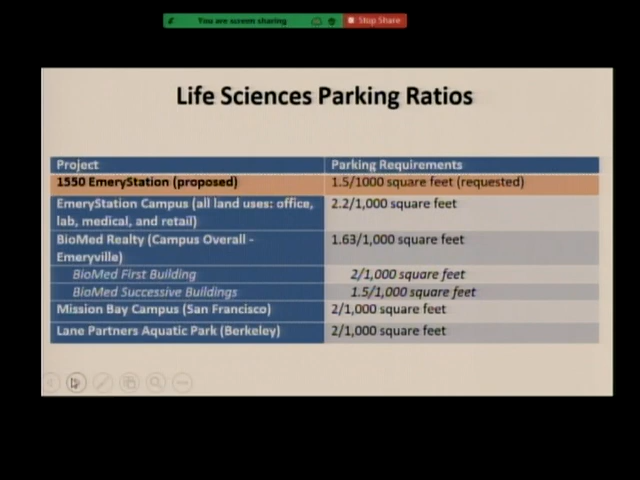 You are screen sharing
Stop Share
Life Sciences Parking Ratios
Project Parking Requirements
1550 EmeryStation (proposed) 1.5/1000 square feet (requested)
EmeryStation Campus (all land uses: office, 2.2/1,000 square feet
lab, medical, and retail)
BioMed Realty (Campus Overall - 1.63/1,000 square feet
Emeryville)
BioMed First Building 2/1,000 square feet
BioMed Successive Buildings 1.5/1,000 square feet
Mission Bay Campus (San Francisco) 2/1,000 square feet
Lane Partners Aquatic Park (Berkeley) 2/1,000 square feet